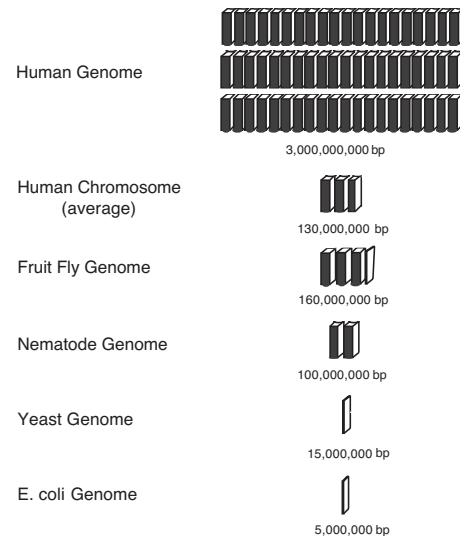 Human Genome
3,000,000,000 bp
Human Chromosome
(average)
130,000,000 bp
Fruit Fly Genome
160,000,000 bp
Nematode Genome
100,000,000 bp
Yeast Genome
15,000,000 bp
E. coli Genome
5,000,000 bp